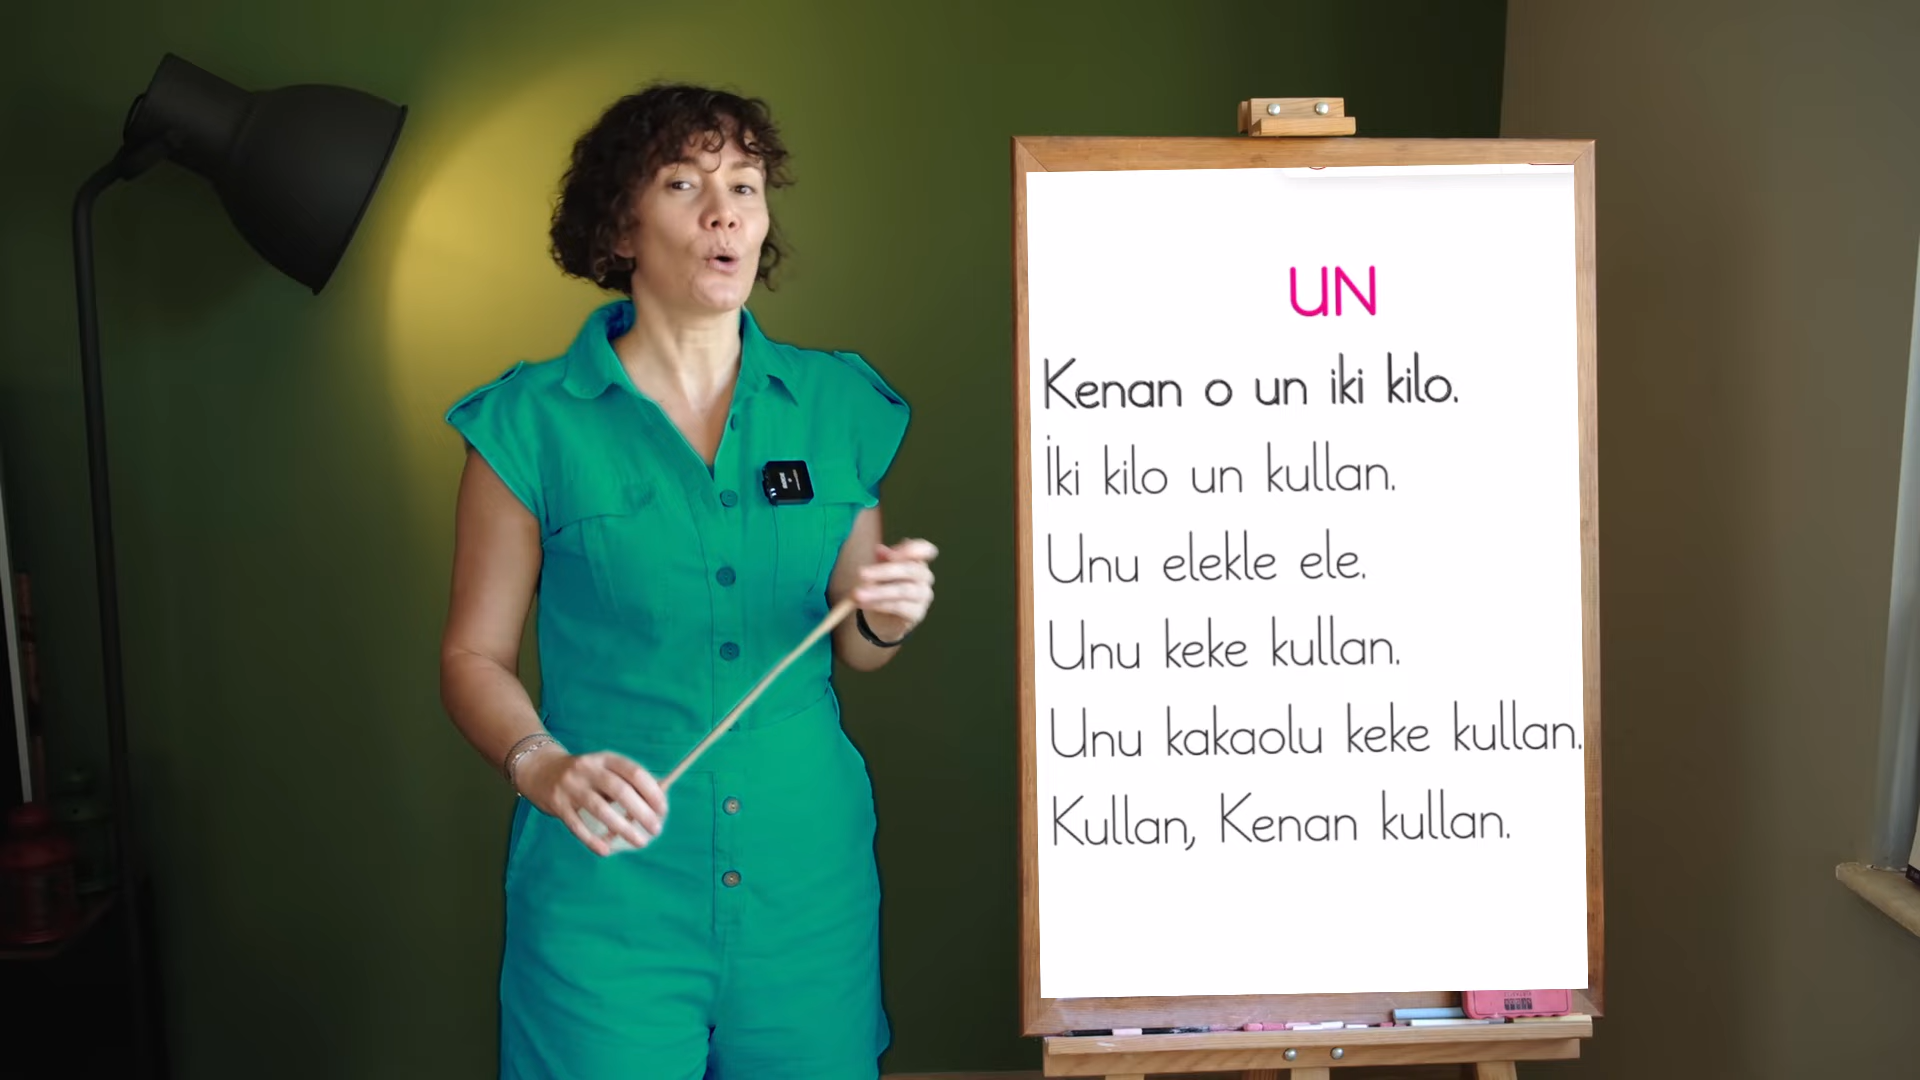 UN
Kenan o un iki kilo.
İki kilo un kullan.
Unu elekle ele.
Unu keke kullan.
Unu kakaolu keke kullan.
Kullan, Kenan kullan.